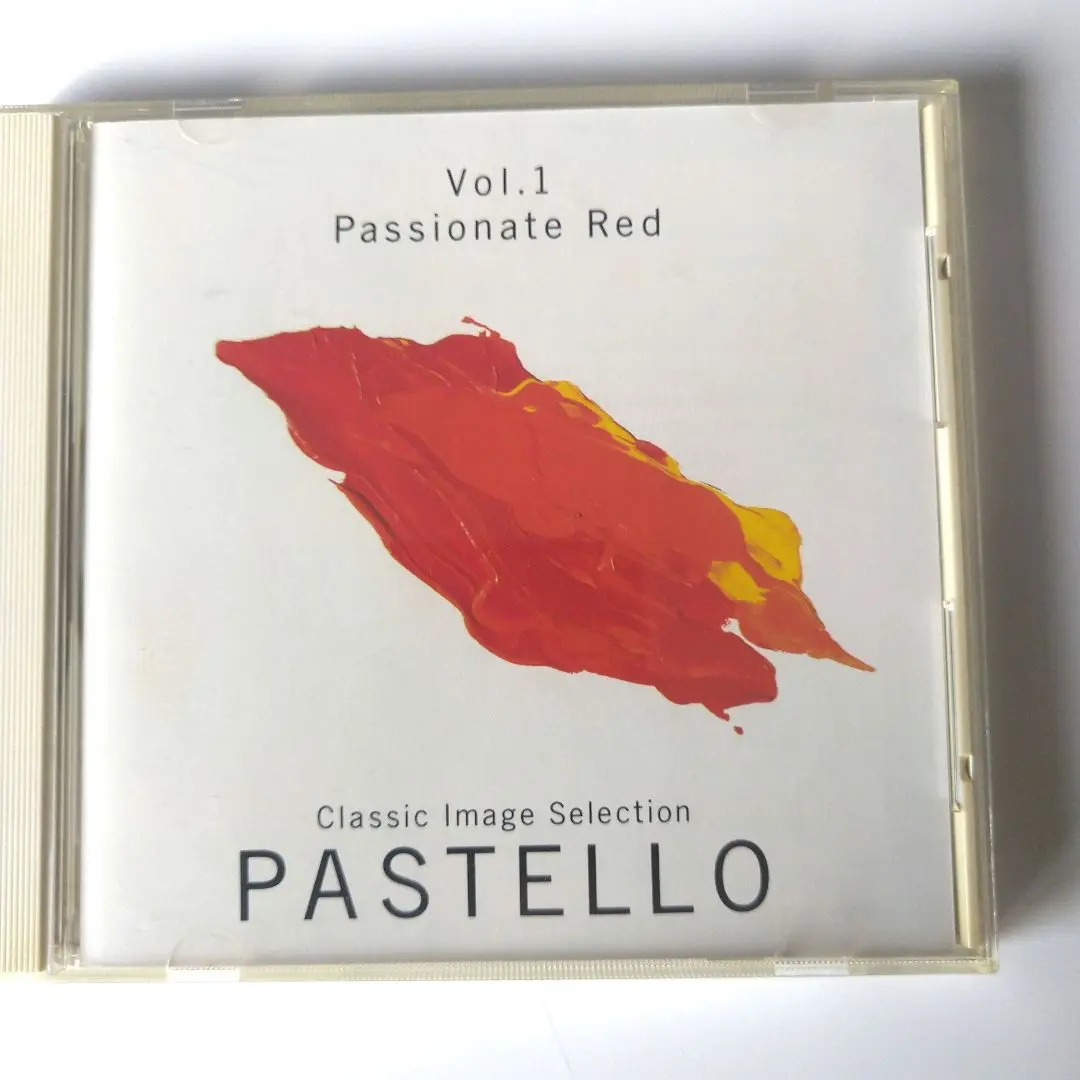 Vol.1
Passionate Red
Classic Image Selection
PASTELLO